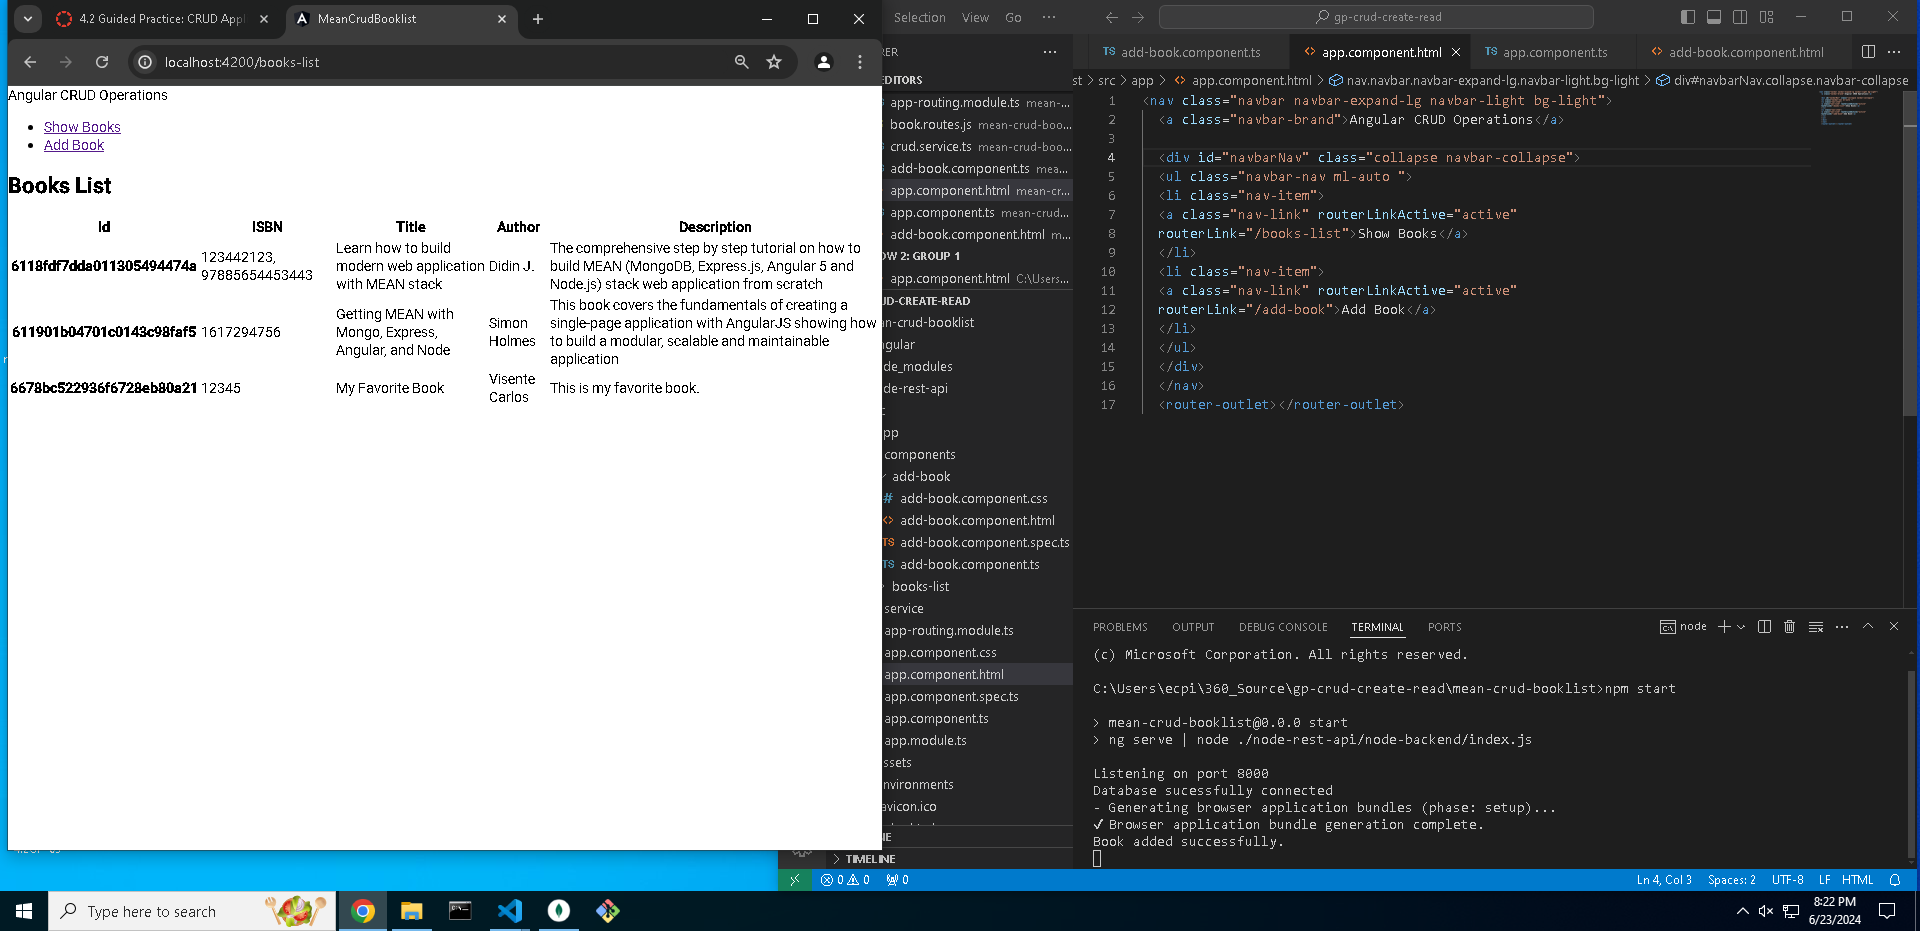 4.2 Guided Practice: CRUD Appl
MeanCrudBooklist
localhost:4200/books-list
Angular CRUD Operations
Show Books
Add Book
Books List
Id ISBN Title Author Description
6118fdf7dda011305494474a
123442123,
97885654453443
Learn how to build
modern web application
with MEAN stack
Didin J.
The comprehensive step by step tutorial on how to
build MEAN (MongoDB, Express.js, Angular 5 and
Node.js) stack web application from scratch
611901b04701c0143c98faf5
1617294756
Getting MEAN with
Mongo, Express,
Angular, and Node
Simon
Holmes
This book covers the fundamentals of creating a
single-page application with AngularJS showing how
to build a modular, scalable and maintainable
application
6678bc522936f6728eb80a21
12345
My Favorite Book
Visente
Carlos
This is my favorite book.
Selection View Go ···
gp-crud-create-read
RER
EDITORS
app-routing.module.ts mean-...
book.routes.js mean-crud-boo...
crud.service.ts mean-crud-boo...
add-book.component.ts mea...
app.component.html mean-cr...
app.component.ts mean-crud...
add-book.component.html m...
OW 2: GROUP 1
app.component.html C:\Users...
UD-CREATE-READ
an-crud-booklist
ngular
de_modules
de-rest-api
c
pp
components
add-book
# add-book.component.css
<> add-book.component.html
TS add-book.component.spec.ts
TS add-book.component.ts
books-list
service
app-routing.module.ts
app.component.css
app.component.html
app.component.spec.ts
app.component.ts
app.module.ts
ssets
nvironments
avicon.ico
NE
TIMELINE
TS add-book.component.ts
<> app.component.html
TS app.component.ts
<> add-book.component.html
st > src > app > <> app.component.html > nav.navbar.navbar-expand-lg.navbar-light.bg-light > div#navbarNav.collapse.navbar-collapse
1 <nav class="navbar navbar-expand-lg navbar-light bg-light">
2 <a class="navbar-brand">Angular CRUD Operations</a>
3
4 <div id="navbarNav" class="collapse navbar-collapse">
5 <ul class="navbar-nav ml-auto ">
6 <li class="nav-item">
7 <a class="nav-link" routerLinkActive="active"
8 routerLink="/books-list">Show Books</a>
9 </li>
10 <li class="nav-item">
11 <a class="nav-link" routerLinkActive="active"
12 routerLink="/add-book">Add Book</a>
13 </li>
14 </ul>
15 </div>
16 </nav>
17 <router-outlet></router-outlet>
PROBLEMS OUTPUT DEBUG CONSOLE TERMINAL PORTS
node
(c) Microsoft Corporation. All rights reserved.
C:\Users\ecpi\360_Source\gp-crud-create-read\mean-crud-booklist>npm start
> mean-crud-booklist@0.0.0 start
> ng serve | node ./node-rest-api/node-backend/index.js
Listening on port 8000
Database sucessfully connected
- Generating browser application bundles (phase: setup)...
✓ Browser application bundle generation complete.
Book added successfully.
0 0 0
Ln 4, Col 3 Spaces: 2 UTF-8 LF HTML
Type here to search
8:22 PM
6/23/2024